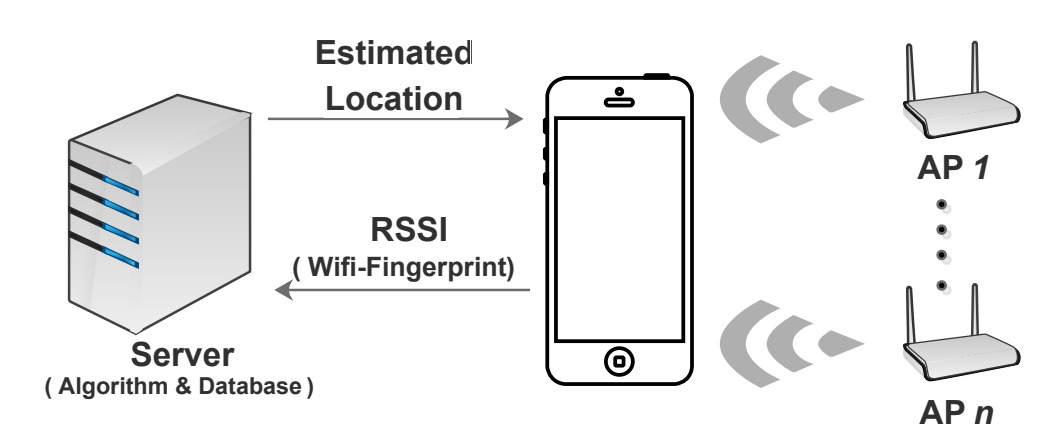 Estimated
Location
RSSI
( Wifi-Fingerprint)
Server
( Algorithm & Database )
AP 1
AP n